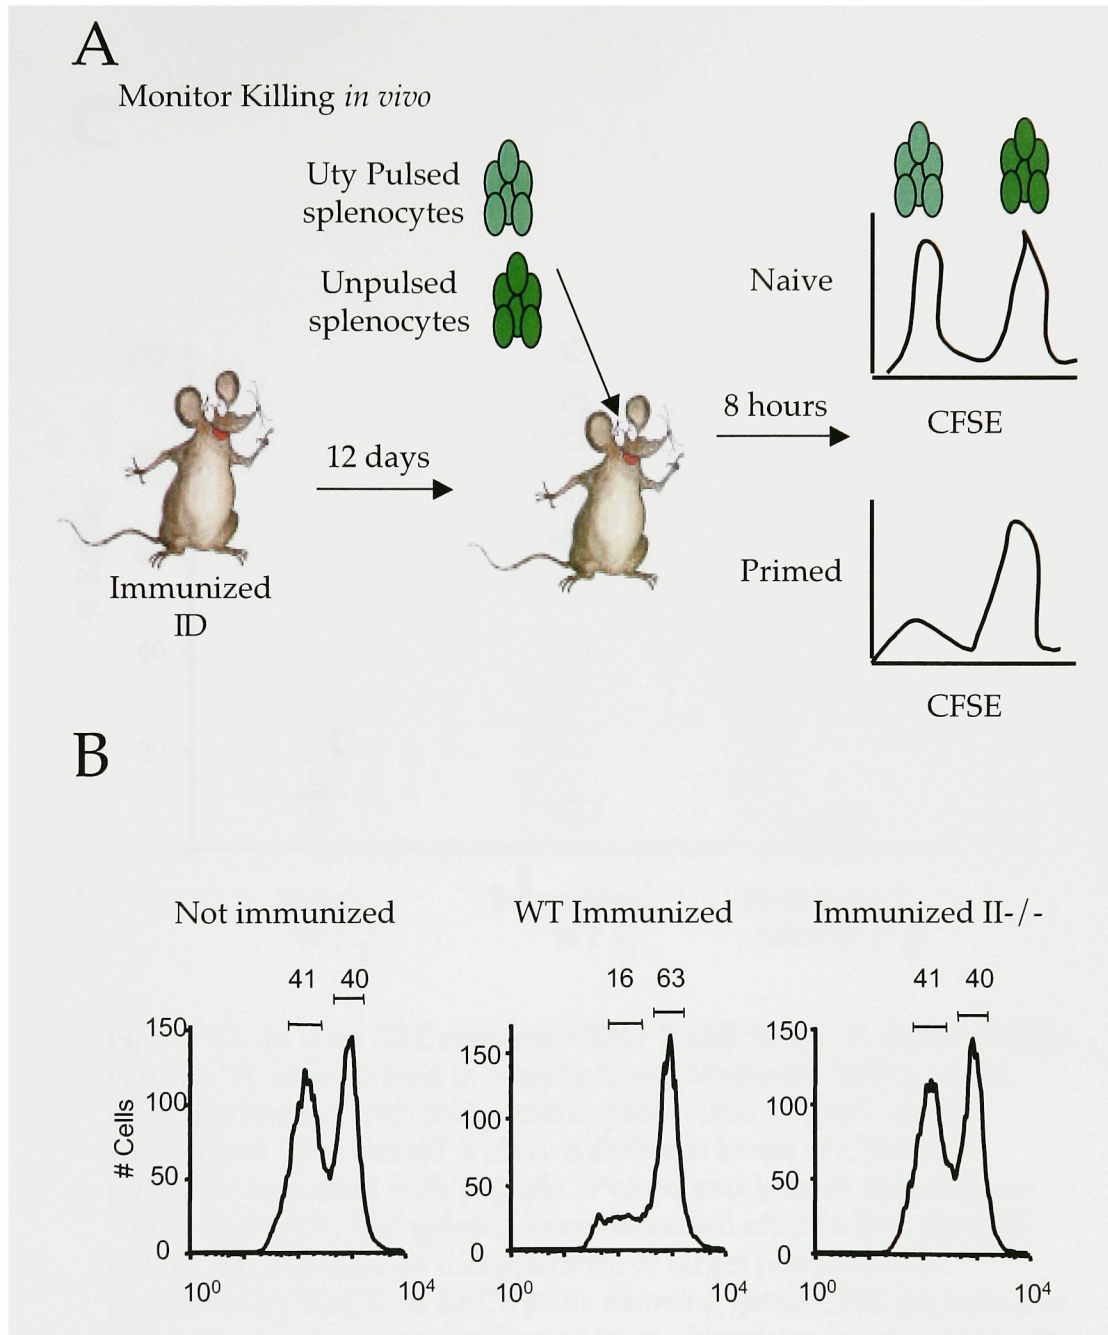 A
Monitor Killing in vivo
Uty Pulsed
splenocytes
Unpulsed
splenocytes
Naive
CFSE
12 days
8 hours
Immunized
ID
Primed
CFSE
B
Not immunized
WT Immunized
Immunized II-/-
41 40
16 63
41 40
# Cells
150
100
50
0
10⁰ 10⁴
150
100
50
0
10⁰ 10⁴
150
100
50
0
10⁰ 10⁴